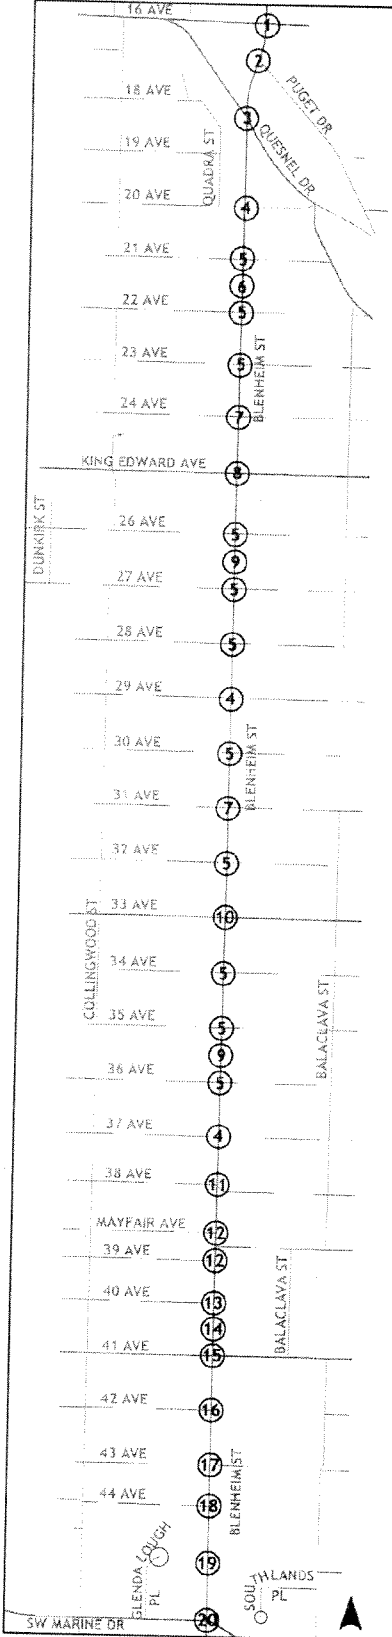 16 AVE
1
2
PUGET DR
18 AVE
3
QUESNEL DR
19 AVE
QUADRA ST
20 AVE
4
21 AVE
5
6
22 AVE
5
BLENHEIM ST
23 AVE
5
24 AVE
7
KING EDWARD AVE
8
DUNKIRK ST
26 AVE
5
9
27 AVE
5
28 AVE
5
29 AVE
4
30 AVE
5
BLENHEIM ST
31 AVE
7
32 AVE
5
COLLINGWOOD ST
33 AVE
10
34 AVE
5
BALACLAVA ST
35 AVE
5
9
36 AVE
5
37 AVE
4
38 AVE
11
MAYFAIR AVE
12
39 AVE
12
BALACLAVA ST
40 AVE
13
14
41 AVE
15
42 AVE
16
43 AVE
17
BLENHEIM ST
44 AVE
18
GLENDALOUGH PL
19
SOUTHLANDS PL
SW MARINE DR
20